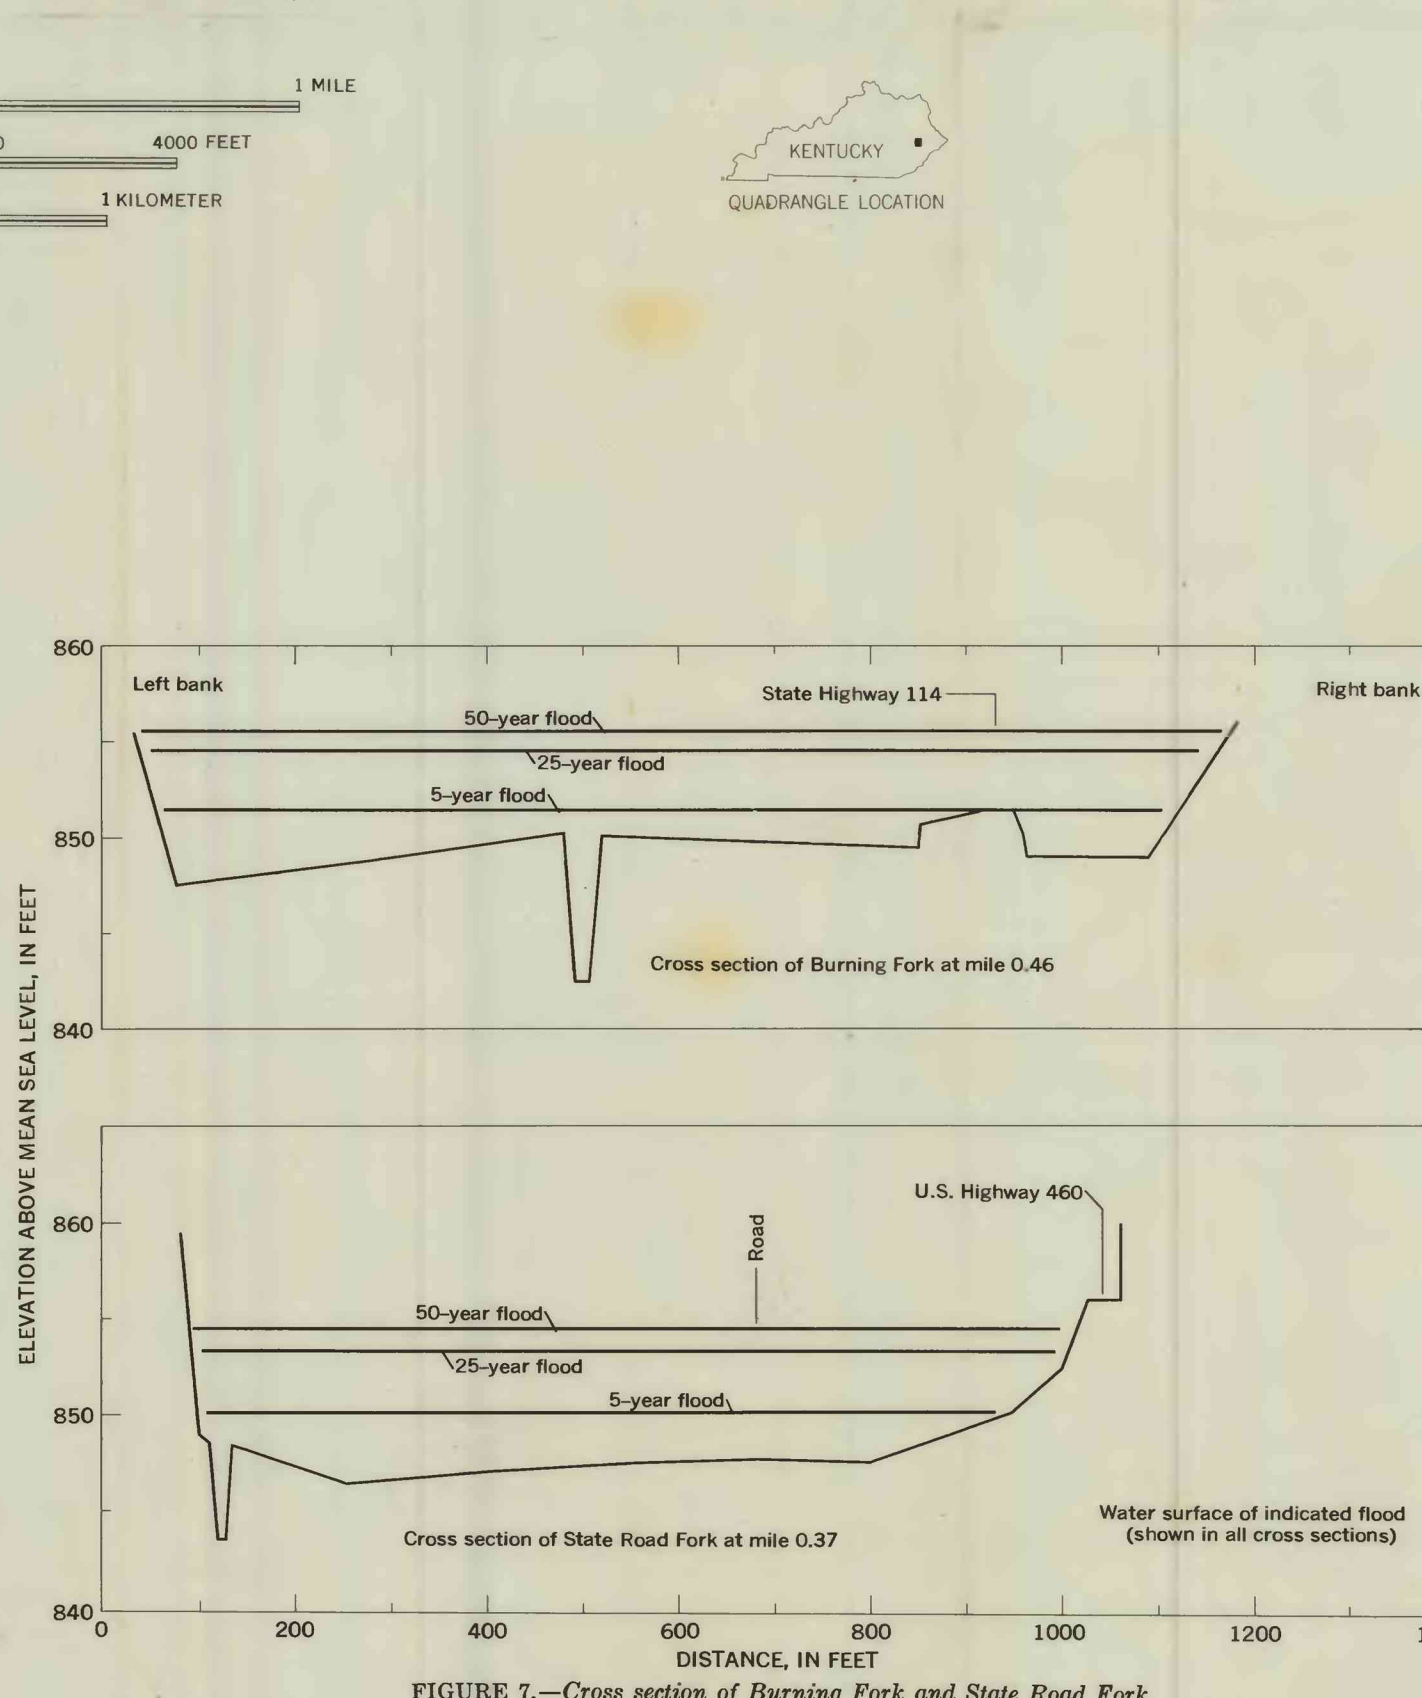 1 MILE
4000 FEET
1 KILOMETER
KENTUCKY
QUADRANGLE LOCATION
ELEVATION ABOVE MEAN SEA LEVEL, IN FEET
860
850
840
Left bank
State Highway 114
Right bank
50–year flood
25–year flood
5–year flood
Cross section of Burning Fork at mile 0.46
860
850
840
U.S. Highway 460
Road
50–year flood
25–year flood
5–year flood
Water surface of indicated flood
(shown in all cross sections)
Cross section of State Road Fork at mile 0.37
0 200 400 600 800 1000 1200
DISTANCE, IN FEET
FIGURE 7.—Cross section of Burning Fork and State Road Fork